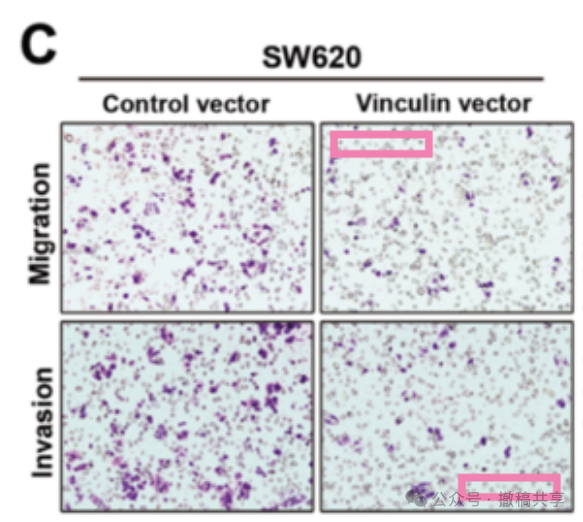 C
SW620
Control vector
Vinculin vector
Migration
Invasion
公众号 · 撤稿共享